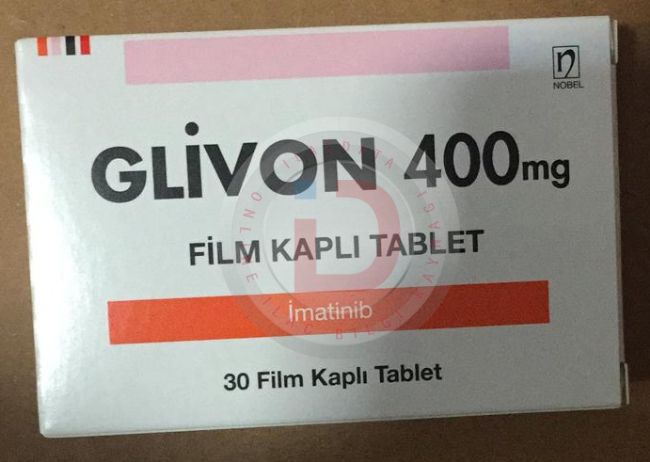 NOBEL
GLİVON 400mg
FİLM KAPLI TABLET
İmatinib
30 Film Kaplı Tablet